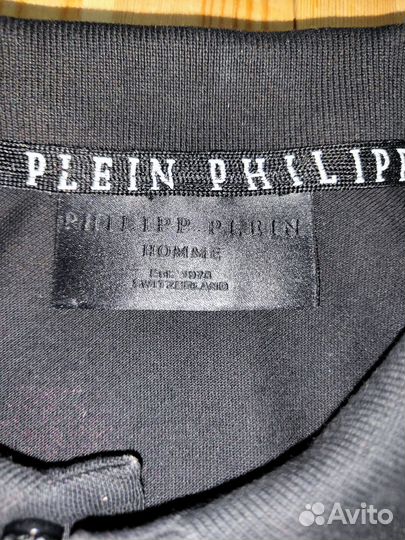 PLEIN PHILIPP
PHILIPP PLEIN
HOMME
Est. 1978
SWITZERLAND
Avito